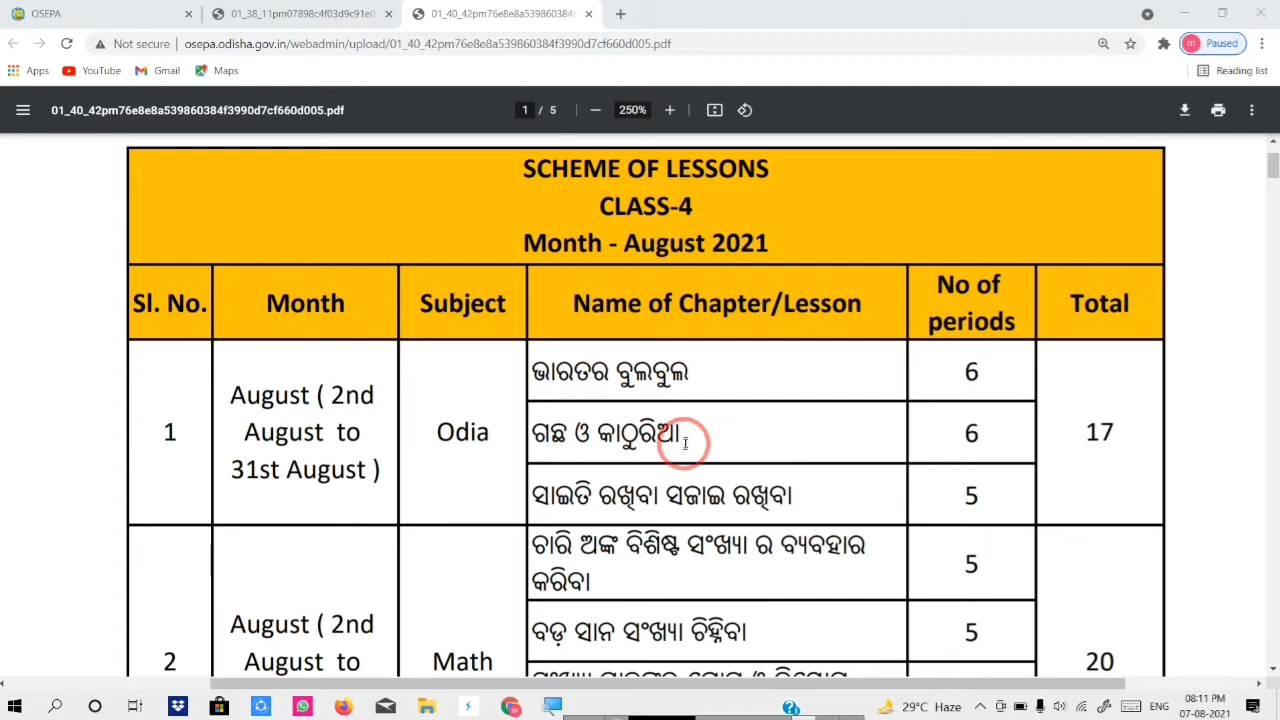 OSEPA
01_38_11pm07898c4f03d9c91e0
01_40_42pm76e8e8a539860384f
Not secure
osepa.odisha.gov.in/webadmin/upload/01_40_42pm76e8e8a539860384f3990d7cf660d005.pdf
m Paused
Apps YouTube Gmail Maps Reading list
01_40_42pm76e8e8a539860384f3990d7cf660d005.pdf
1 / 5
250%
SCHEME OF LESSONS
CLASS-4
Month - August 2021
Sl. No. Month Subject Name of Chapter/Lesson No of periods Total
1 August ( 2nd August to 31st August ) Odia
ଭାରତର ବୁଲବୁଲ 6
ଗଛ ଓ କାଠୁରିଆ 6 17
ସାଇତି ରଖିବା ସଜାଇ ରଖିବା 5
ଚାରି ଅଙ୍କ ବିଶିଷ୍ଟ ସଂଖ୍ୟା ର ବ୍ୟବହାର
କରିବା 5
ବଡ଼ ସାନ ସଂଖ୍ୟା ଚିହ୍ନିବା 5
August ( 2nd
2 August to Math 20
29°C Haze
ENG
08:11 PM
07-08-2021